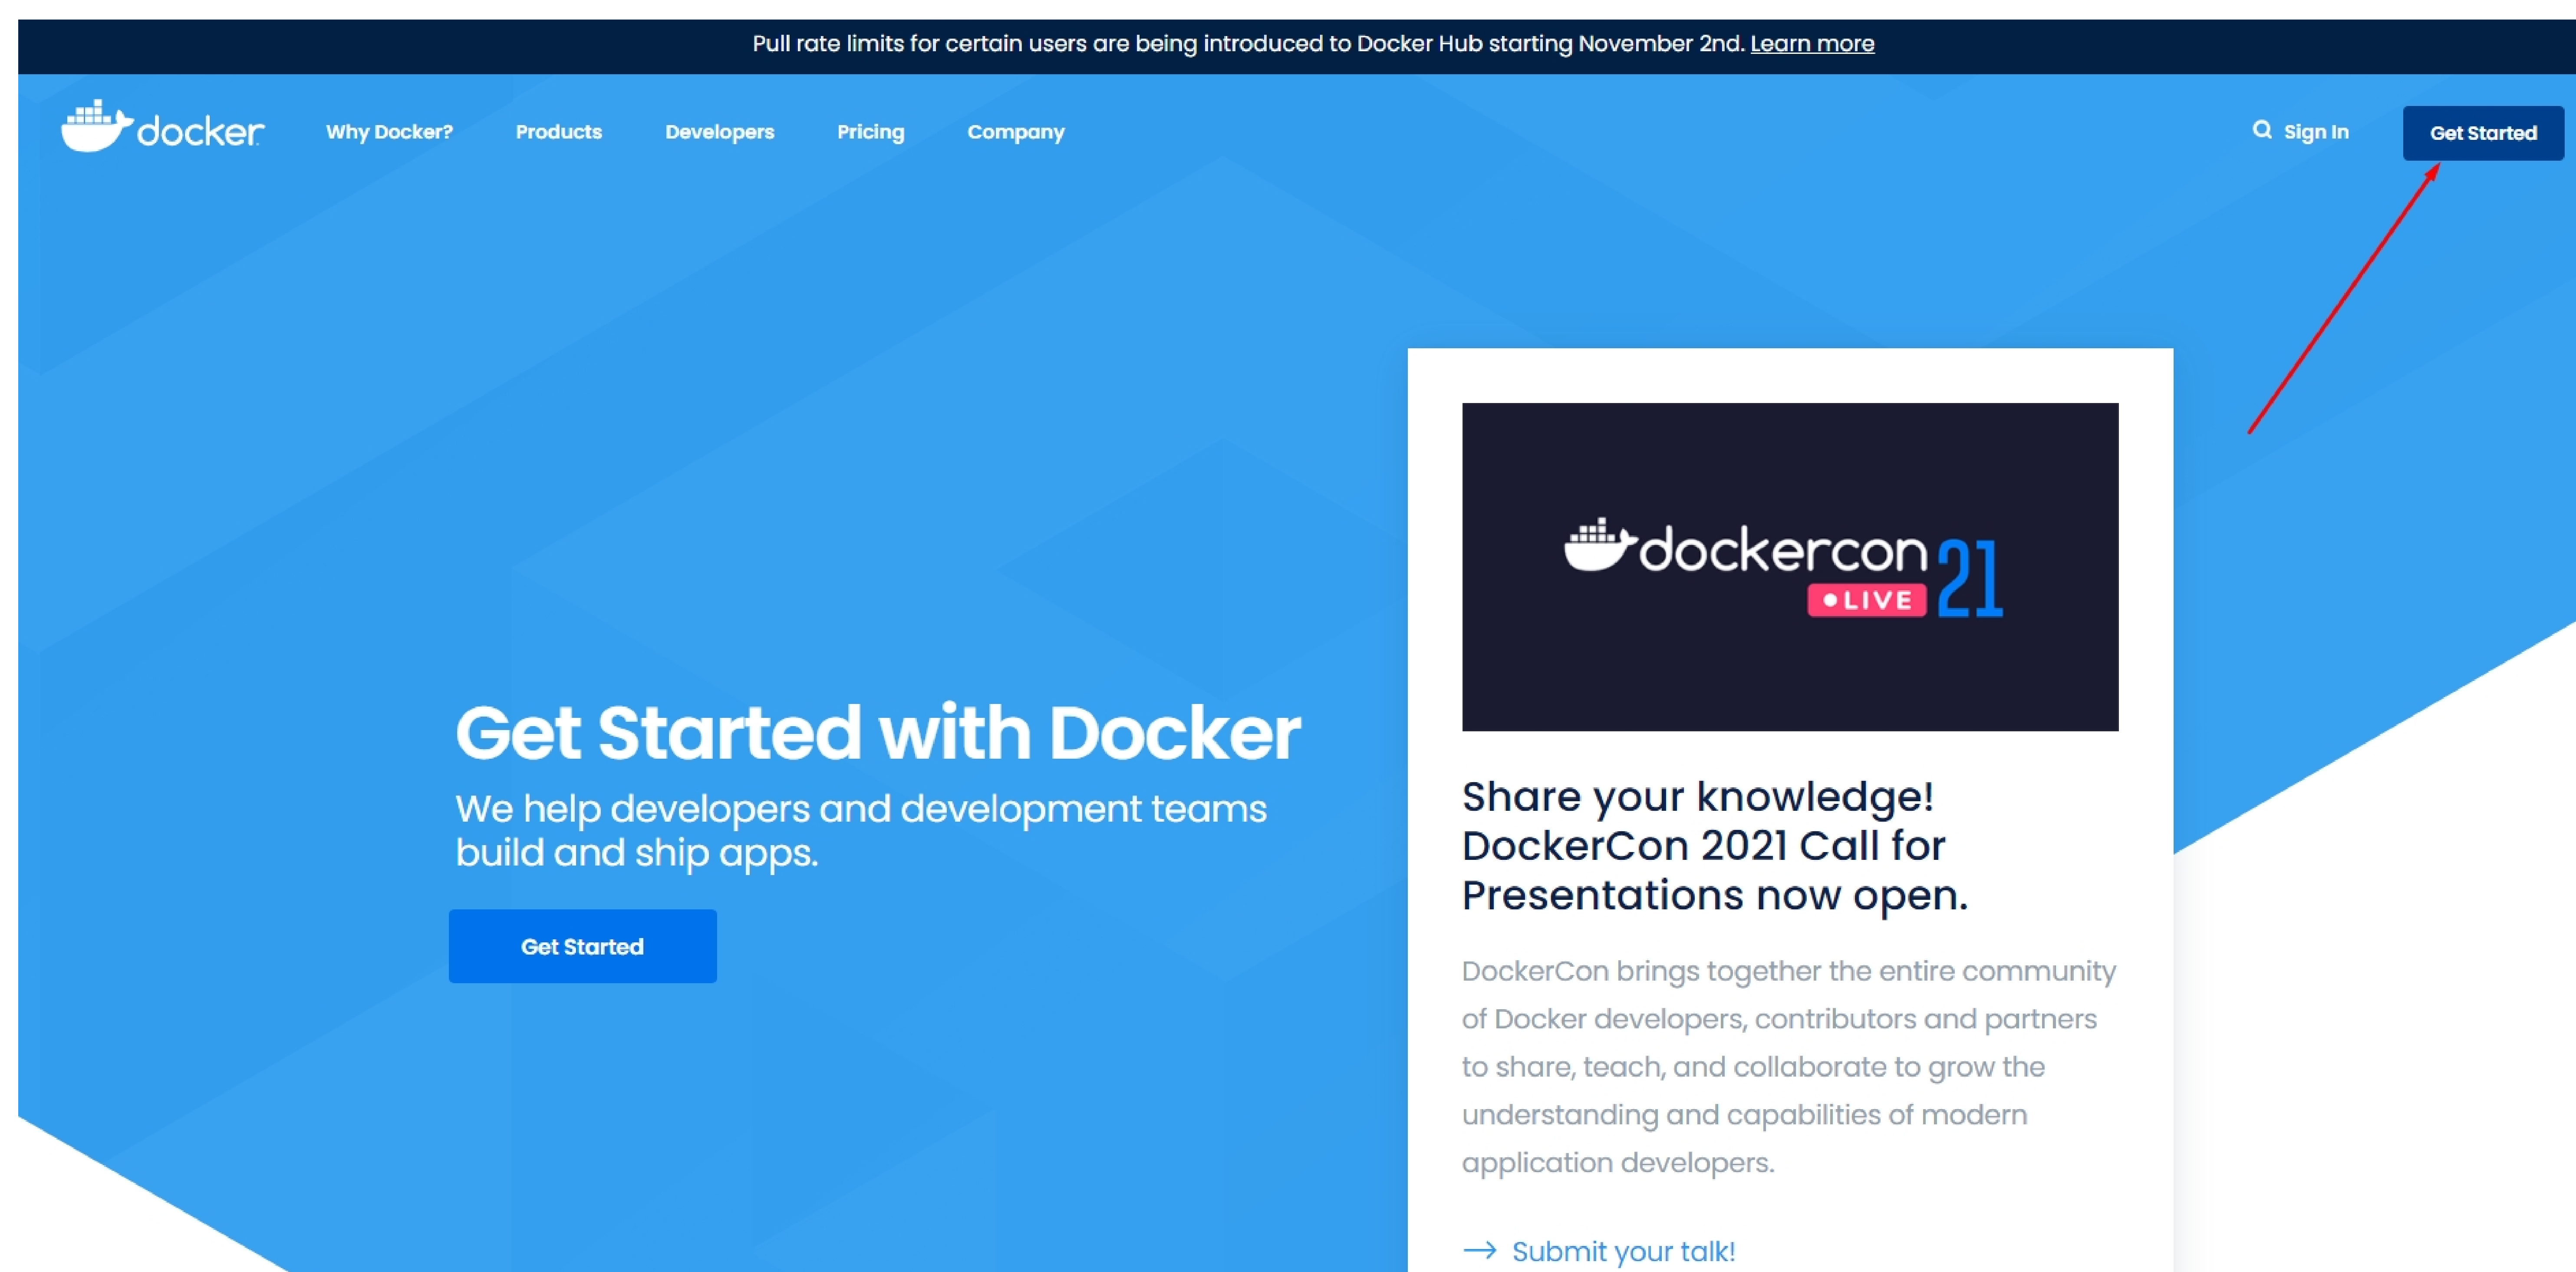 Pull rate limits for certain users are being introduced to Docker Hub starting November 2nd. Learn more
docker
Why Docker?
Products
Developers
Pricing
Company
Sign In
Get Started
dockercon 21
LIVE
Get Started with Docker
We help developers and development teams
build and ship apps.
Get Started
Share your knowledge!
DockerCon 2021 Call for
Presentations now open.
DockerCon brings together the entire community
of Docker developers, contributors and partners
to share, teach, and collaborate to grow the
understanding and capabilities of modern
application developers.
Submit your talk!